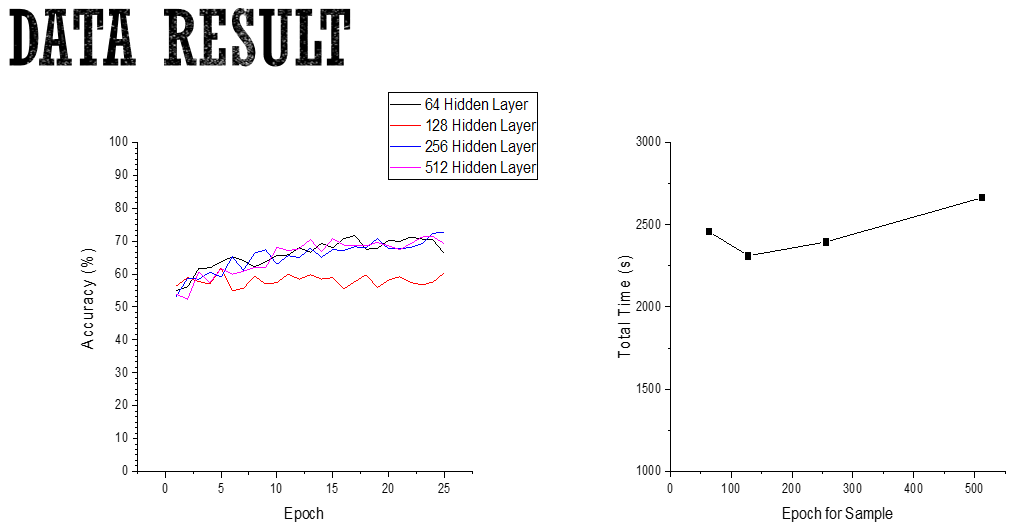 DATA RESULT
64 Hidden Layer
128 Hidden Layer
256 Hidden Layer
512 Hidden Layer
100
90
80
70
60
50
40
30
20
10
0
Accuracy (%)
0 5 10 15 20 25
Epoch
3000
2500
2000
1500
1000
Total Time (s)
0 100 200 300 400 500
Epoch for Sample